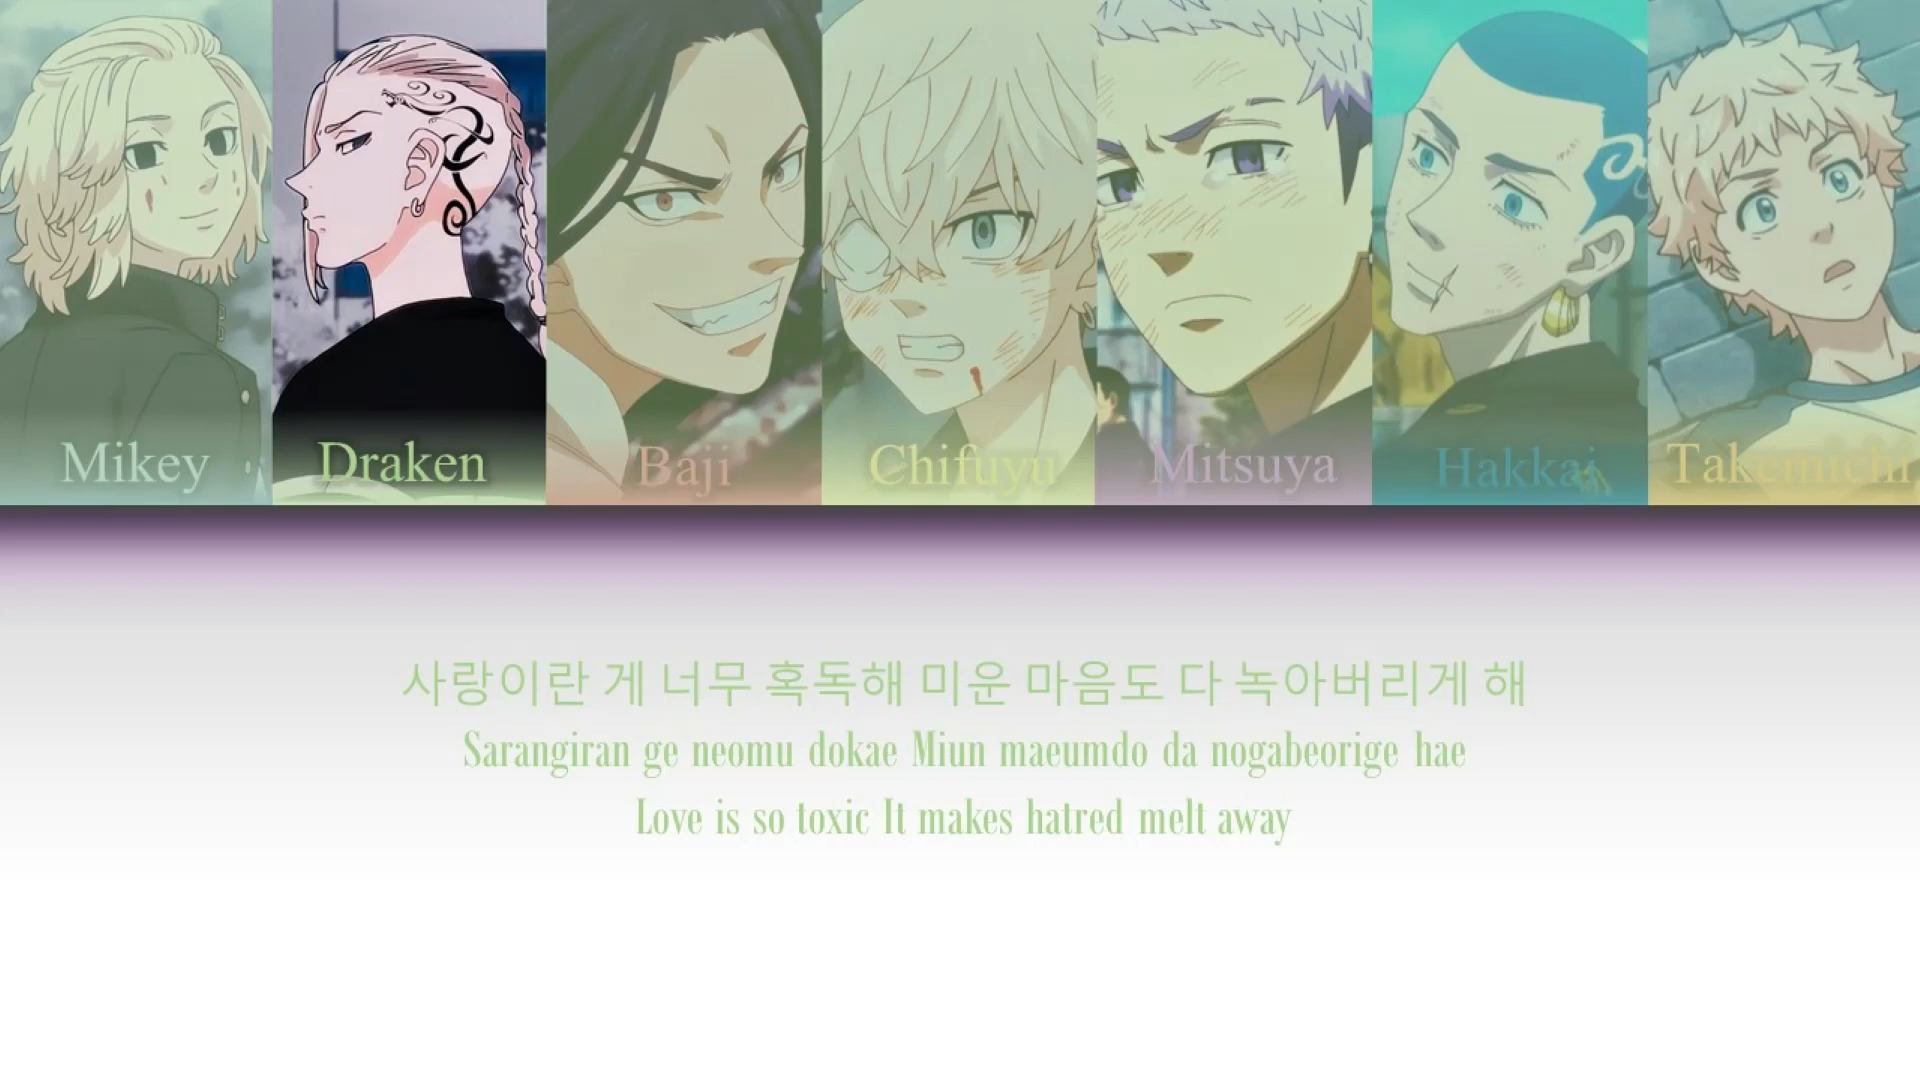 Mikey Draken Baji Chifuyu Mitsuya Hakkai Takemichi
사랑이란 게 너무 혹독해 미운 마음도 다 녹아버리게 해
Sarangiran ge neomu dokae Miun maeumdo da nogabeorige hae
Love is so toxic It makes hatred melt away